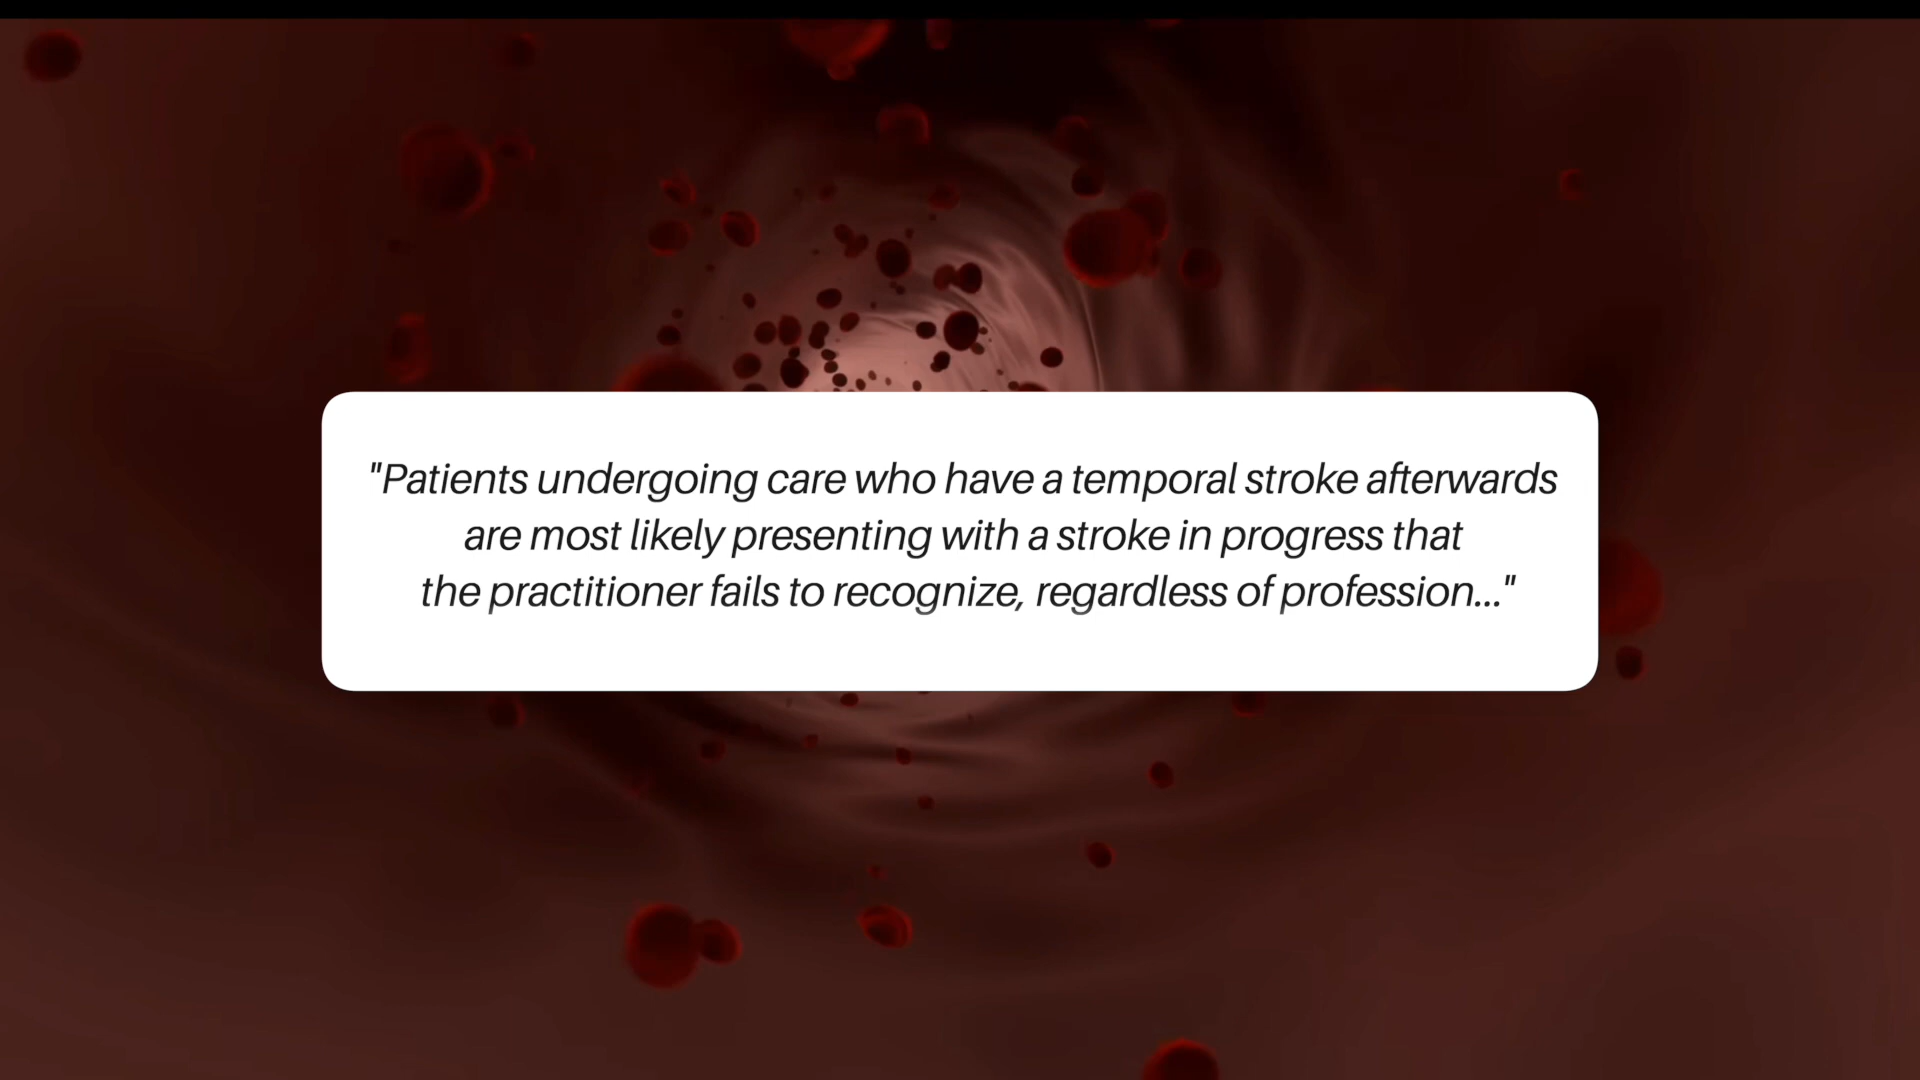 "Patients undergoing care who have a temporal stroke afterwards
are most likely presenting with a stroke in progress that
the practitioner fails to recognize, regardless of profession..."